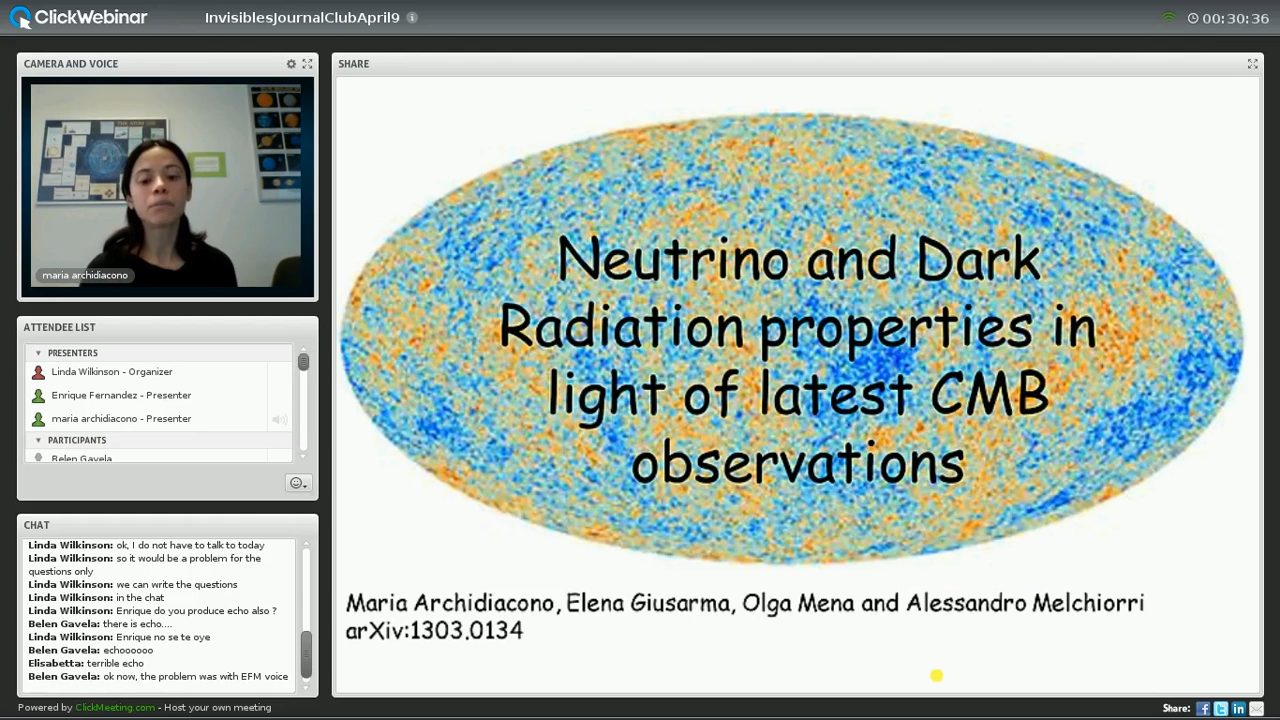 ClickWebinar
InvisiblesJournalClubApril9
00:30:36
CAMERA AND VOICE
maria archidiacono
ATTENDEE LIST
PRESENTERS
Linda Wilkinson - Organizer
Enrique Fernandez - Presenter
maria archidiacono - Presenter
PARTICIPANTS
Belen Gavela
CHAT
Linda Wilkinson: ok, I do not have to talk to today
Linda Wilkinson: so it would be a problem for the
questions only
Linda Wilkinson: we can write the questions
Linda Wilkinson: in the chat
Linda Wilkinson: Enrique do you produce echo also ?
Belen Gavela: there is echo....
Linda Wilkinson: Enrique no se te oye
Belen Gavela: echoooooo
Elisabetta: terrible echo
Belen Gavela: ok now, the problem was with EFM voice
SHARE
Neutrino and Dark
Radiation properties in
light of latest CMB
observations
Maria Archidiacono, Elena Giusarma, Olga Mena and Alessandro Melchiorri
arXiv:1303.0134
Powered by ClickMeeting.com - Host your own meeting
Share: